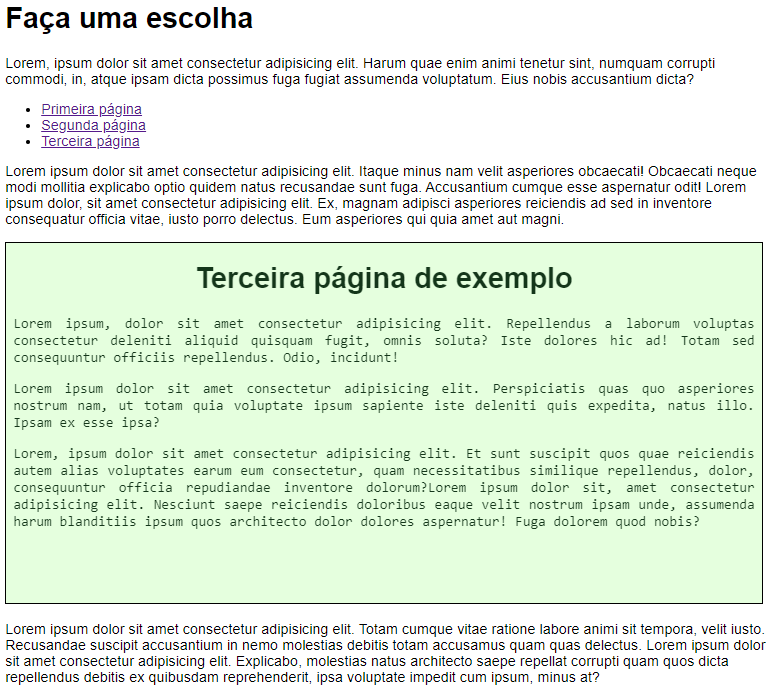 Faça uma escolha
Lorem, ipsum dolor sit amet consectetur adipisicing elit. Harum quae enim animi tenetur sint, numquam corrupti
commodi, in, atque ipsam dicta possimus fuga fugiat assumenda voluptatum. Eius nobis accusantium dicta?
Primeira página
Segunda página
Terceira página
Lorem ipsum dolor sit amet consectetur adipisicing elit. Itaque minus nam velit asperiores obcaecati! Obcaecati neque
modi mollitia explicabo optio quidem natus recusandae sunt fuga. Accusantium cumque esse aspernatur odit! Lorem
ipsum dolor, sit amet consectetur adipisicing elit. Ex, magnam adipisci asperiores reiciendis ad sed in inventore
consequatur officia vitae, iusto porro delectus. Eum asperiores qui quia amet aut magni.
Terceira página de exemplo
Lorem ipsum, dolor sit amet consectetur adipisicing elit. Repellendus a laborum voluptas
consectetur deleniti aliquid quisquam fugit, omnis soluta? Iste dolores hic ad! Totam sed
consequuntur officiis repellendus. Odio, incidunt!
Lorem ipsum dolor sit amet consectetur adipisicing elit. Perspiciatis quas quo asperiores
nostrum nam, ut totam quia voluptate ipsum sapiente iste deleniti quis expedita, natus illo.
Ipsam ex esse ipsa?
Lorem, ipsum dolor sit amet consectetur adipisicing elit. Et sunt suscipit quos quae reiciendis
autem alias voluptates earum eum consectetur, quam necessitatibus similique repellendus, dolor,
consequuntur officia repudiandae inventore dolorum?Lorem ipsum dolor sit, amet consectetur
adipisicing elit. Nesciunt saepe reiciendis doloribus eaque velit nostrum ipsam unde, assumenda
harum blanditiis ipsum quos architecto dolor dolores aspernatur! Fuga dolorem quod nobis?
Lorem ipsum dolor sit amet consectetur adipisicing elit. Totam cumque vitae ratione labore animi sit tempora, velit iusto.
Recusandae suscipit accusantium in nemo molestias debitis totam accusamus quam quas delectus. Lorem ipsum dolor
sit amet consectetur adipisicing elit. Explicabo, molestias natus architecto saepe repellat corrupti quam quos dicta
repellendus debitis ex quibusdam reprehenderit, ipsa voluptate impedit cum ipsum, minus at?